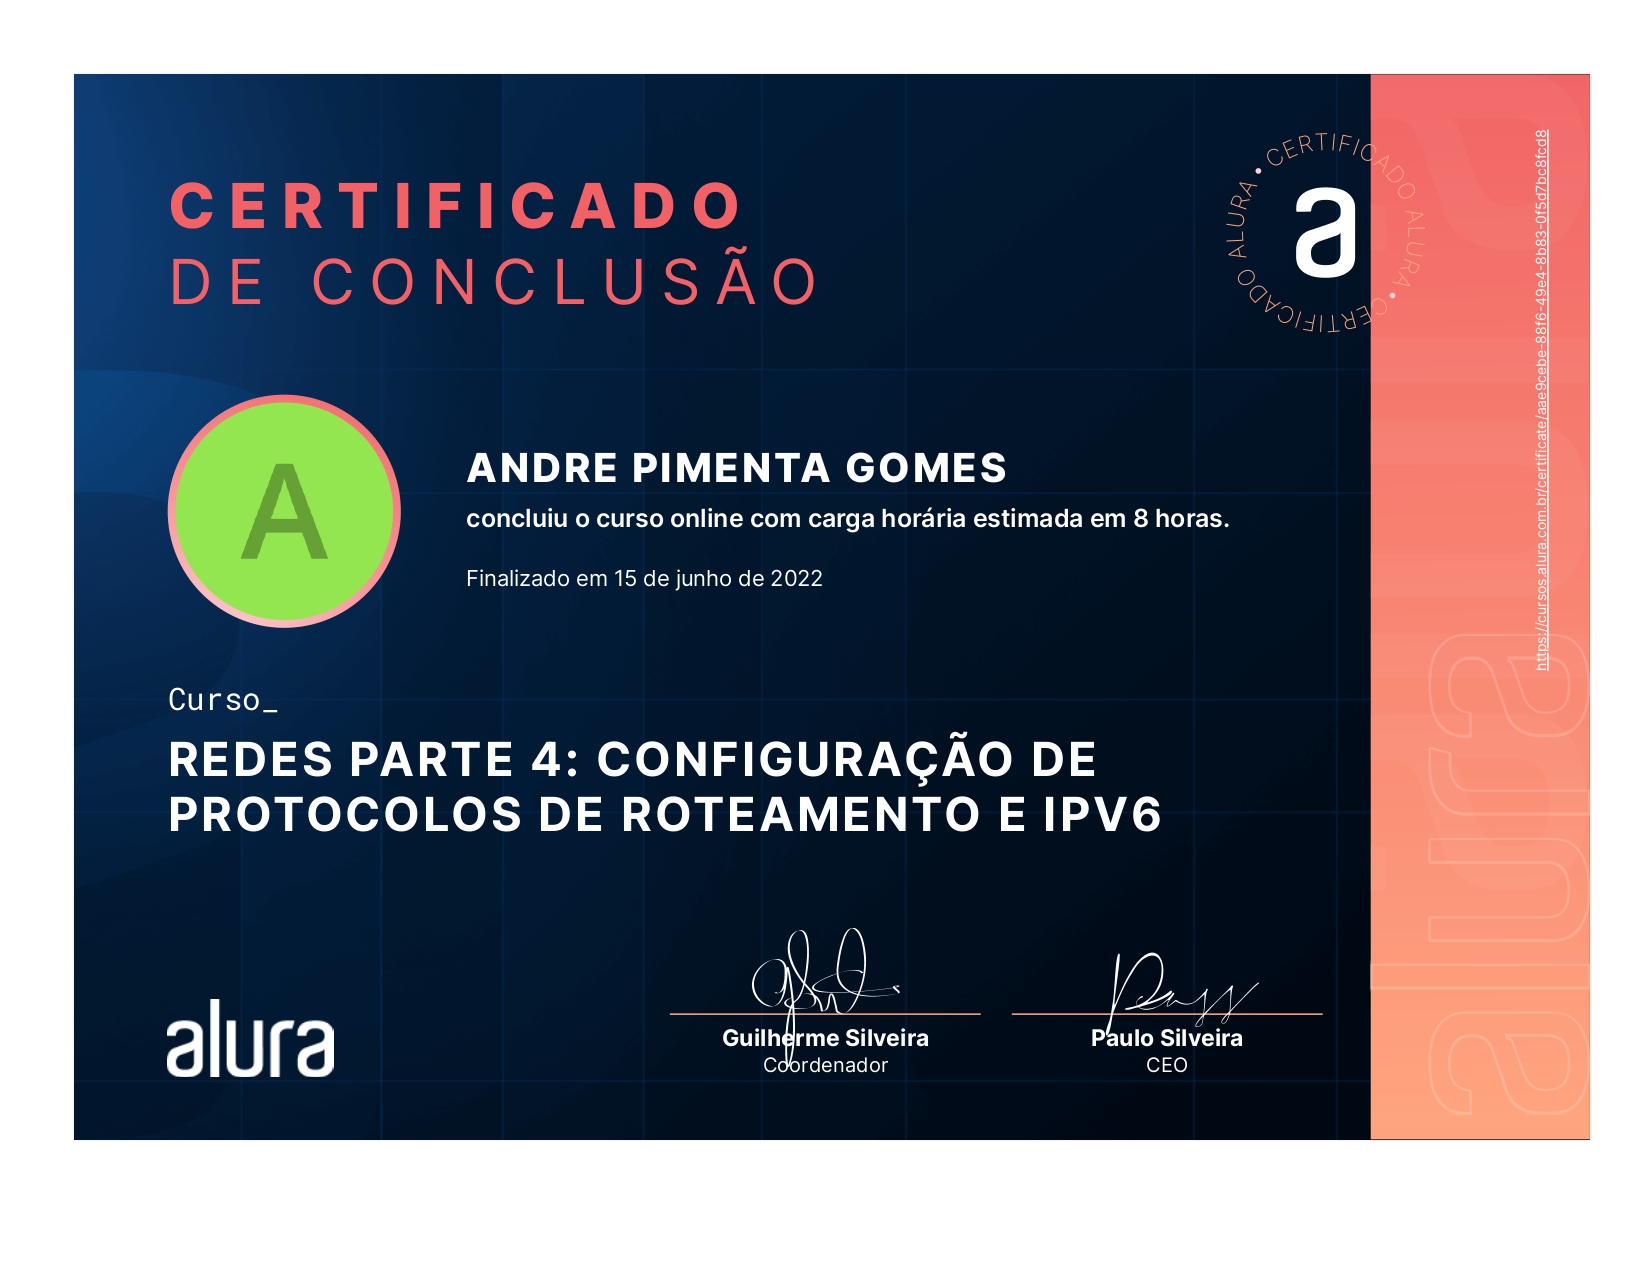 CERTIFICADO
DE CONCLUSÃO
CERTIFICADO ALURA • CERTIFICADO ALURA •
a
https://cursos.alura.com.br/certificate/aae9cebe-88f6-49e4-8b83-0f5d7bc8fcd8
A
ANDRE PIMENTA GOMES
concluiu o curso online com carga horária estimada em 8 horas.
Finalizado em 15 de junho de 2022
Curso_
REDES PARTE 4: CONFIGURAÇÃO DE
PROTOCOLOS DE ROTEAMENTO E IPV6
alura
Guilherme Silveira
Coordenador
Paulo Silveira
CEO
alura